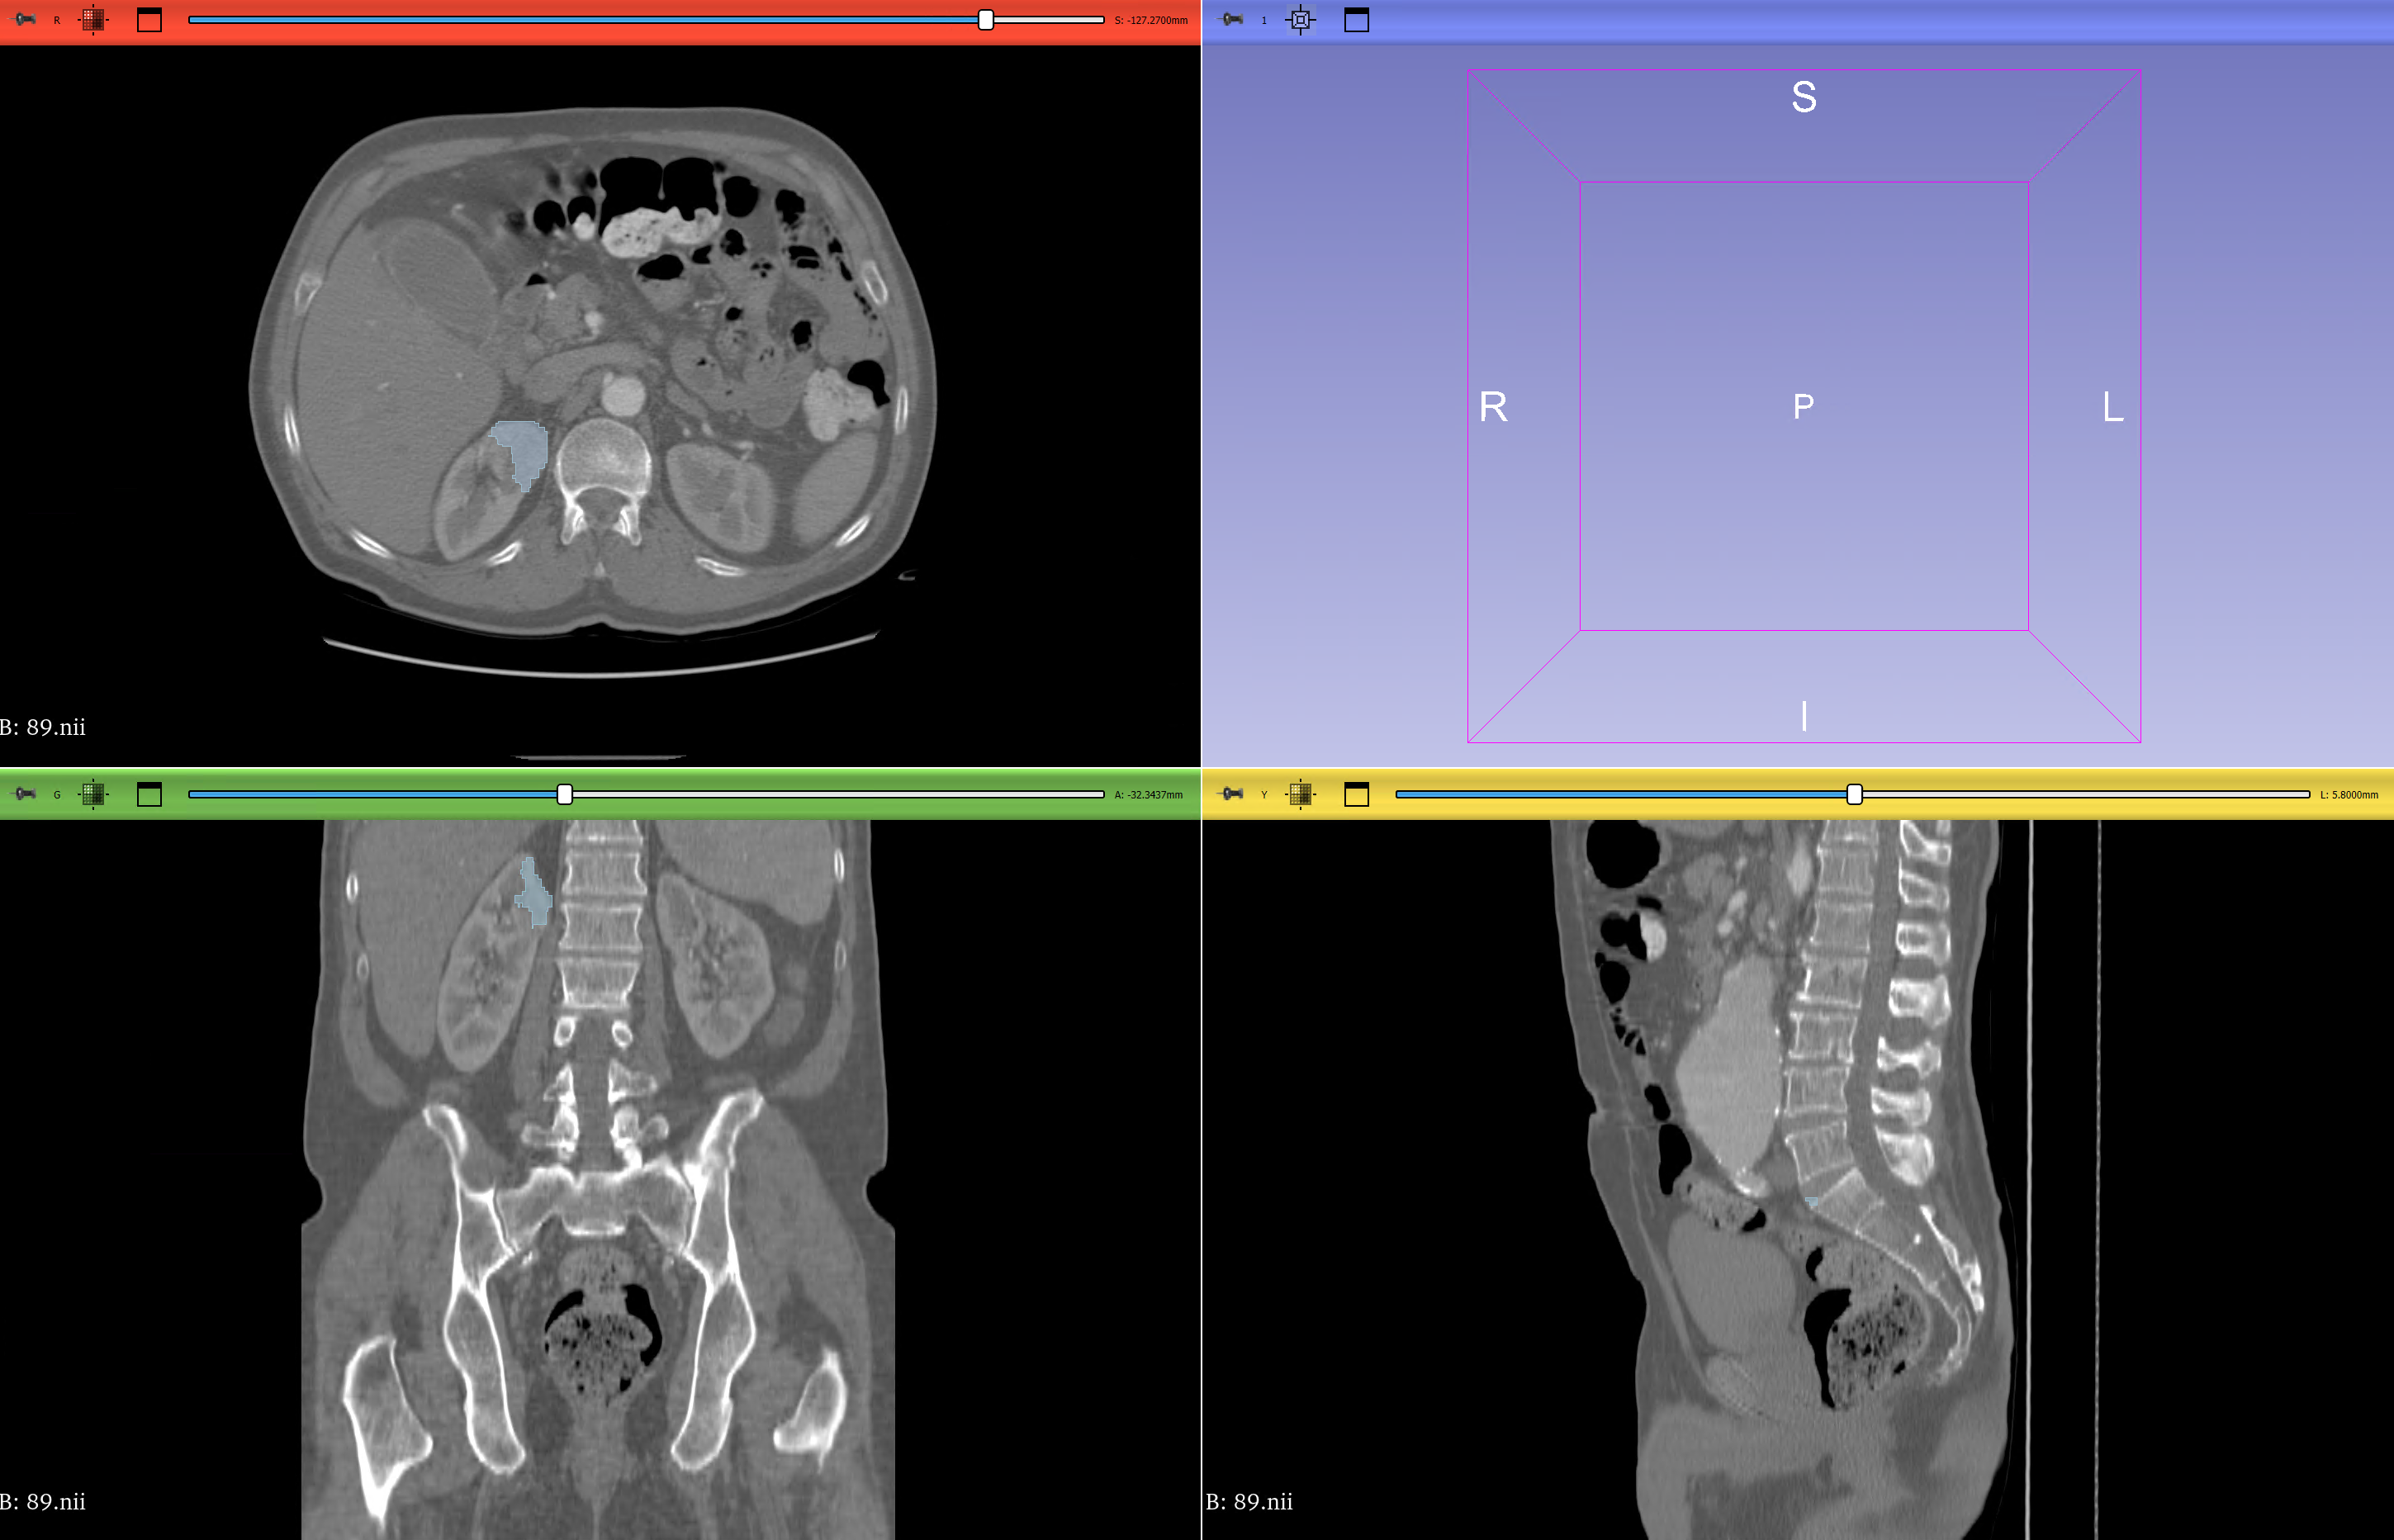 R
S: -127.2700mm
1
S
R
P
L
I
B: 89.nii
G
A: -32.3437mm
Y
L: 5.8000mm
B: 89.nii
B: 89.nii